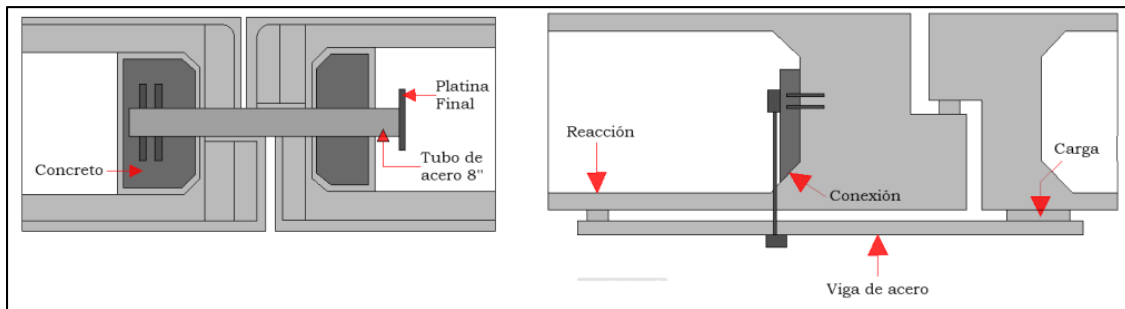 Platina
Final
Concreto
Tubo de
acero 8"
Reacción
Carga
Conexión
Viga de acero